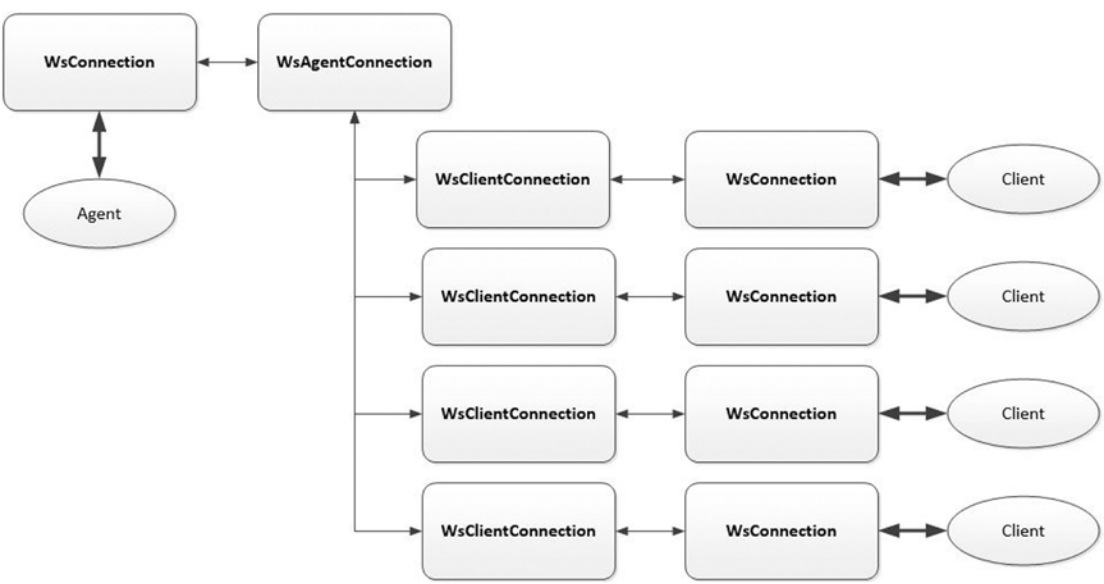 WsConnection
WsAgentConnection
Agent
WsClientConnection
WsConnection
Client
WsClientConnection
WsConnection
Client
WsClientConnection
WsConnection
Client
WsClientConnection
WsConnection
Client